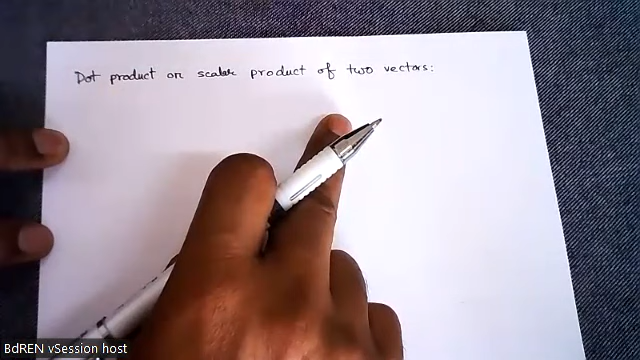 Dot product or scalar product of two vectors:
BdREN vSession host